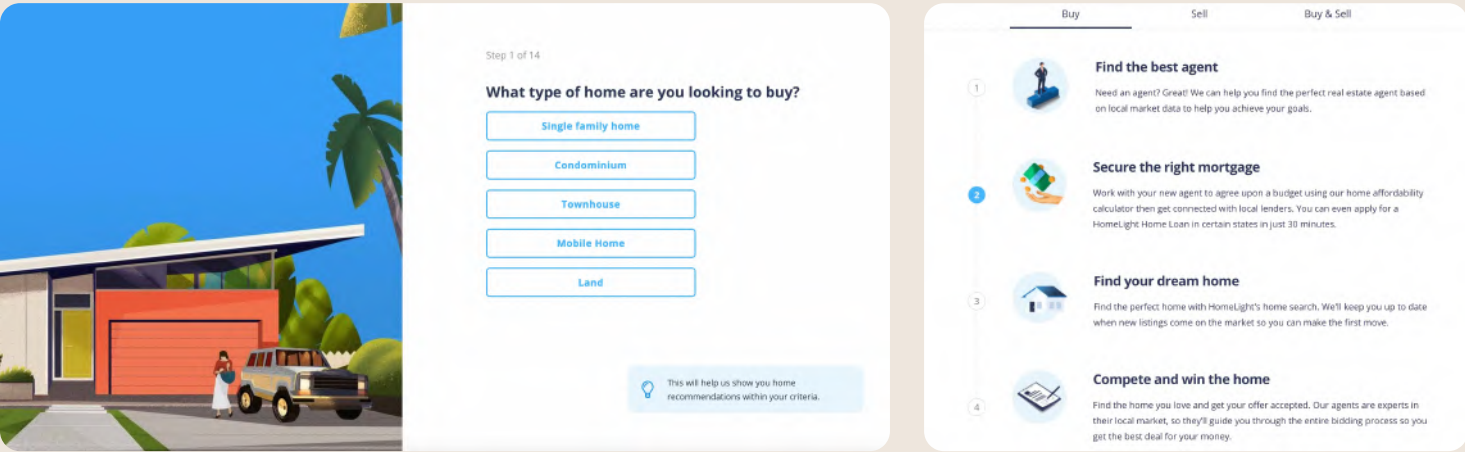 Step 1 of 14
What type of home are you looking to buy?
Single family home
Condominium
Townhouse
Mobile Home
Land
This will help us show you home
recommendations within your criteria.
Buy
Sell
Buy & Sell
1
Find the best agent
Need an agent? Great! We can help you find the perfect real estate agent based
on local market data to help you achieve your goals.
2
Secure the right mortgage
Work with your new agent to agree upon a budget using our home affordability
calculator then get connected with local lenders. You can even apply for a
HomeLight Home Loan in certain states in just 30 minutes.
3
Find your dream home
Find the perfect home with HomeLight's home search. We'll keep you up to date
when new listings come on the market so you can make the first move.
4
Compete and win the home
Find the home you love and get your offer accepted. Our agents are experts in
their local market, so they'll guide you through the entire bidding process so you
get the best deal for your money.